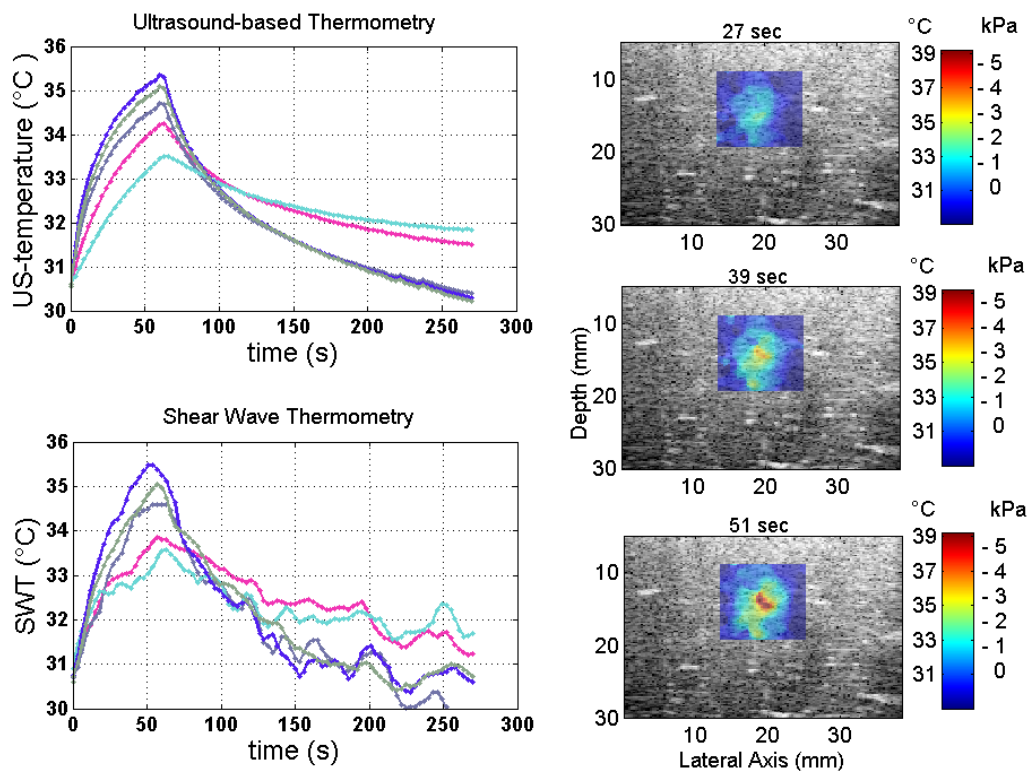 Ultrasound-based Thermometry
US-temperature (°C)
36
35
34
33
32
31
30
0 50 100 150 200 250 300
time (s)
Shear Wave Thermometry
SWT (°C)
36
35
34
33
32
31
30
0 50 100 150 200 250 300
time (s)
27 sec
10
20
30
10 20 30
°C kPa
39
37
35
33
31
- 5
- 4
- 3
- 2
- 1
0
39 sec
Depth (mm)
10
20
30
10 20 30
°C kPa
39
37
35
33
31
- 5
- 4
- 3
- 2
- 1
0
51 sec
10
20
30
10 20 30
Lateral Axis (mm)
°C kPa
39
37
35
33
31
- 5
- 4
- 3
- 2
- 1
0